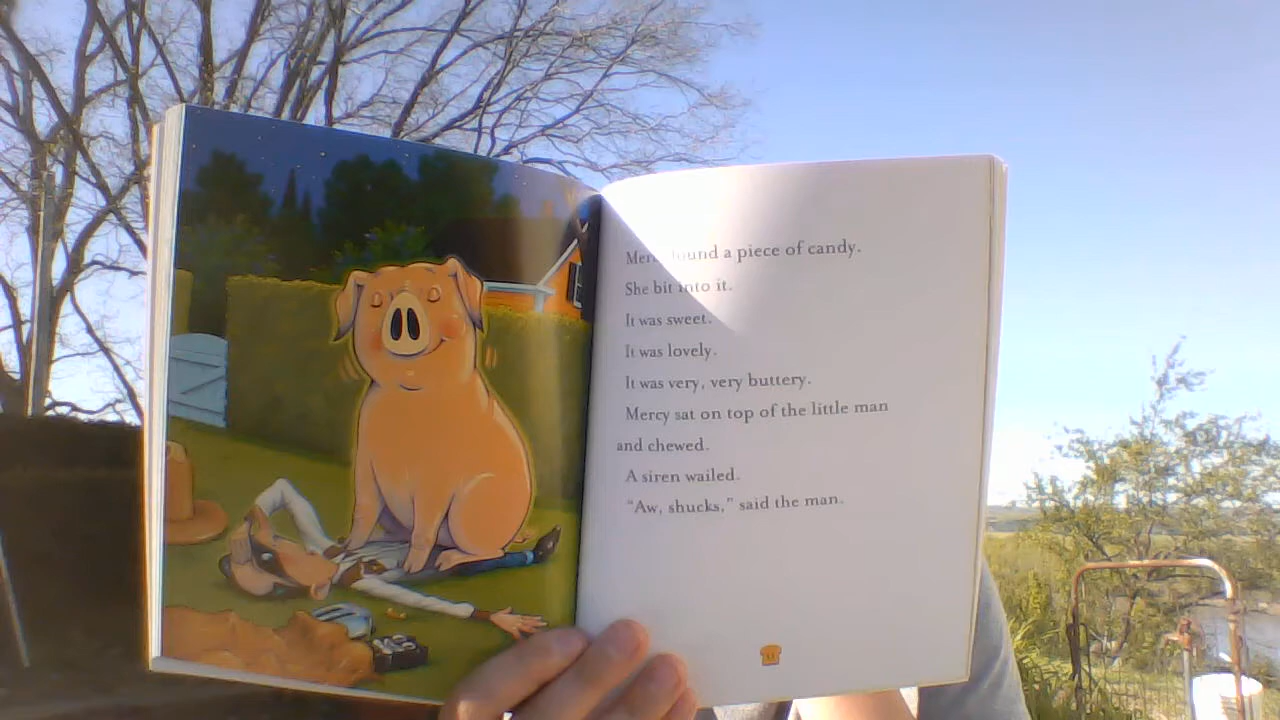 found a piece of candy.
She bit into it.
It was sweet.
It was lovely.
It was very, very buttery.
Mercy sat on top of the little man
and chewed.
A siren wailed.
“Aw, shucks,” said the man.